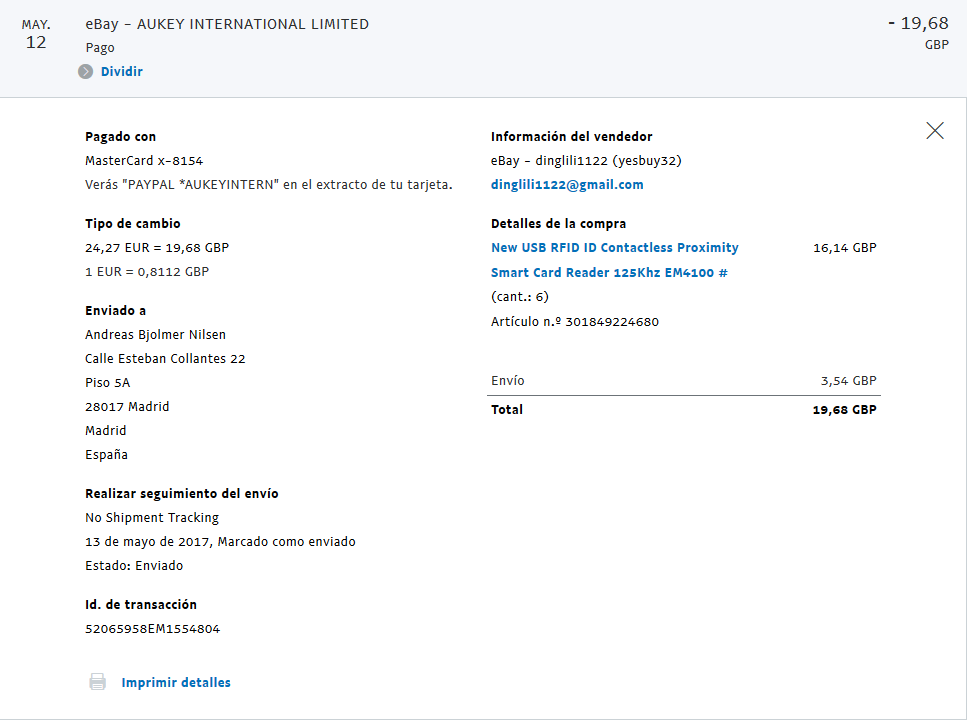 MAY.
12
eBay - AUKEY INTERNATIONAL LIMITED
Pago
Dividir
- 19,68
GBP
Pagado con
MasterCard x-8154
Verás "PAYPAL *AUKEYINTERN" en el extracto de tu tarjeta.
Tipo de cambio
24,27 EUR = 19,68 GBP
1 EUR = 0,8112 GBP
Enviado a
Andreas Bjolmer Nilsen
Calle Esteban Collantes 22
Piso 5A
28017 Madrid
Madrid
España
Realizar seguimiento del envío
No Shipment Tracking
13 de mayo de 2017, Marcado como enviado
Estado: Enviado
Id. de transacción
52065958EM1554804
Imprimir detalles
Información del vendedor
eBay - dinglili1122 (yesbuy32)
dinglili1122@gmail.com
Detalles de la compra
New USB RFID ID Contactless Proximity 16,14 GBP
Smart Card Reader 125Khz EM4100 #
(cant.: 6)
Artículo n.º 301849224680
Envío 3,54 GBP
Total 19,68 GBP